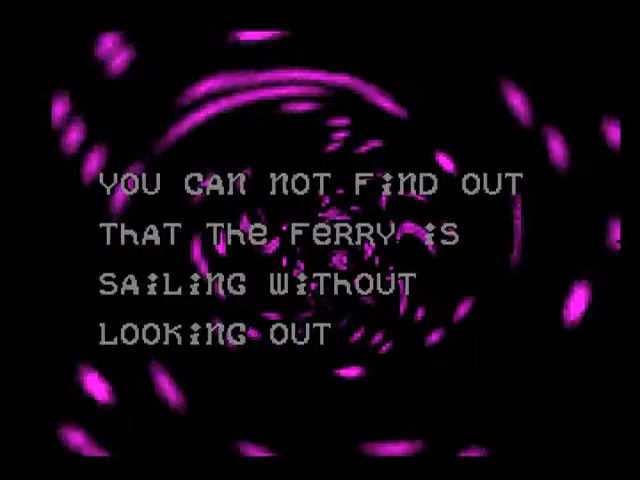 YOU CAN NOT FiND OUT
ThAT The FeRRY iS
SAiLiNG WiThOUT
LOOKiNG OUT